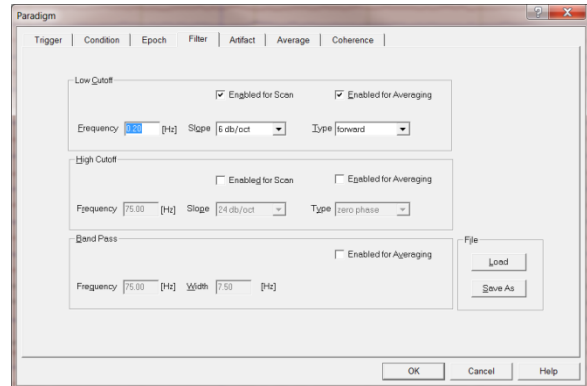 Paradigm
Trigger Condition Epoch Filter Artifact Average Coherence
Low Cutoff
Enabled for Scan Enabled for Averaging
Frequency 0.20 [Hz] Slope 6 db/oct Type forward
High Cutoff
Enabled for Scan Enabled for Averaging
Frequency 75.00 [Hz] Slope 24 db/oct Type zero phase
Band Pass
Enabled for Averaging
Frequency 75.00 [Hz] Width 7.50 [Hz]
File
Load
Save As
OK Cancel Help